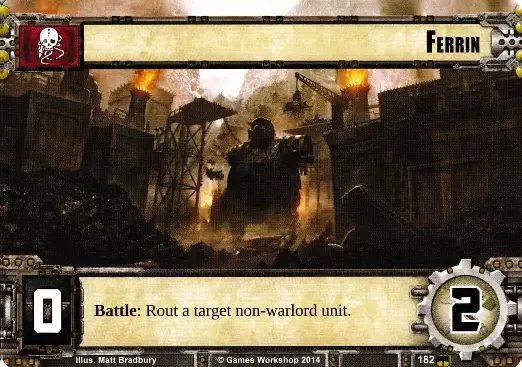 Ferrin
0
Battle: Rout a target non-warlord unit.
2
Illus. Matt Bradbury
© Games Workshop 2014
182